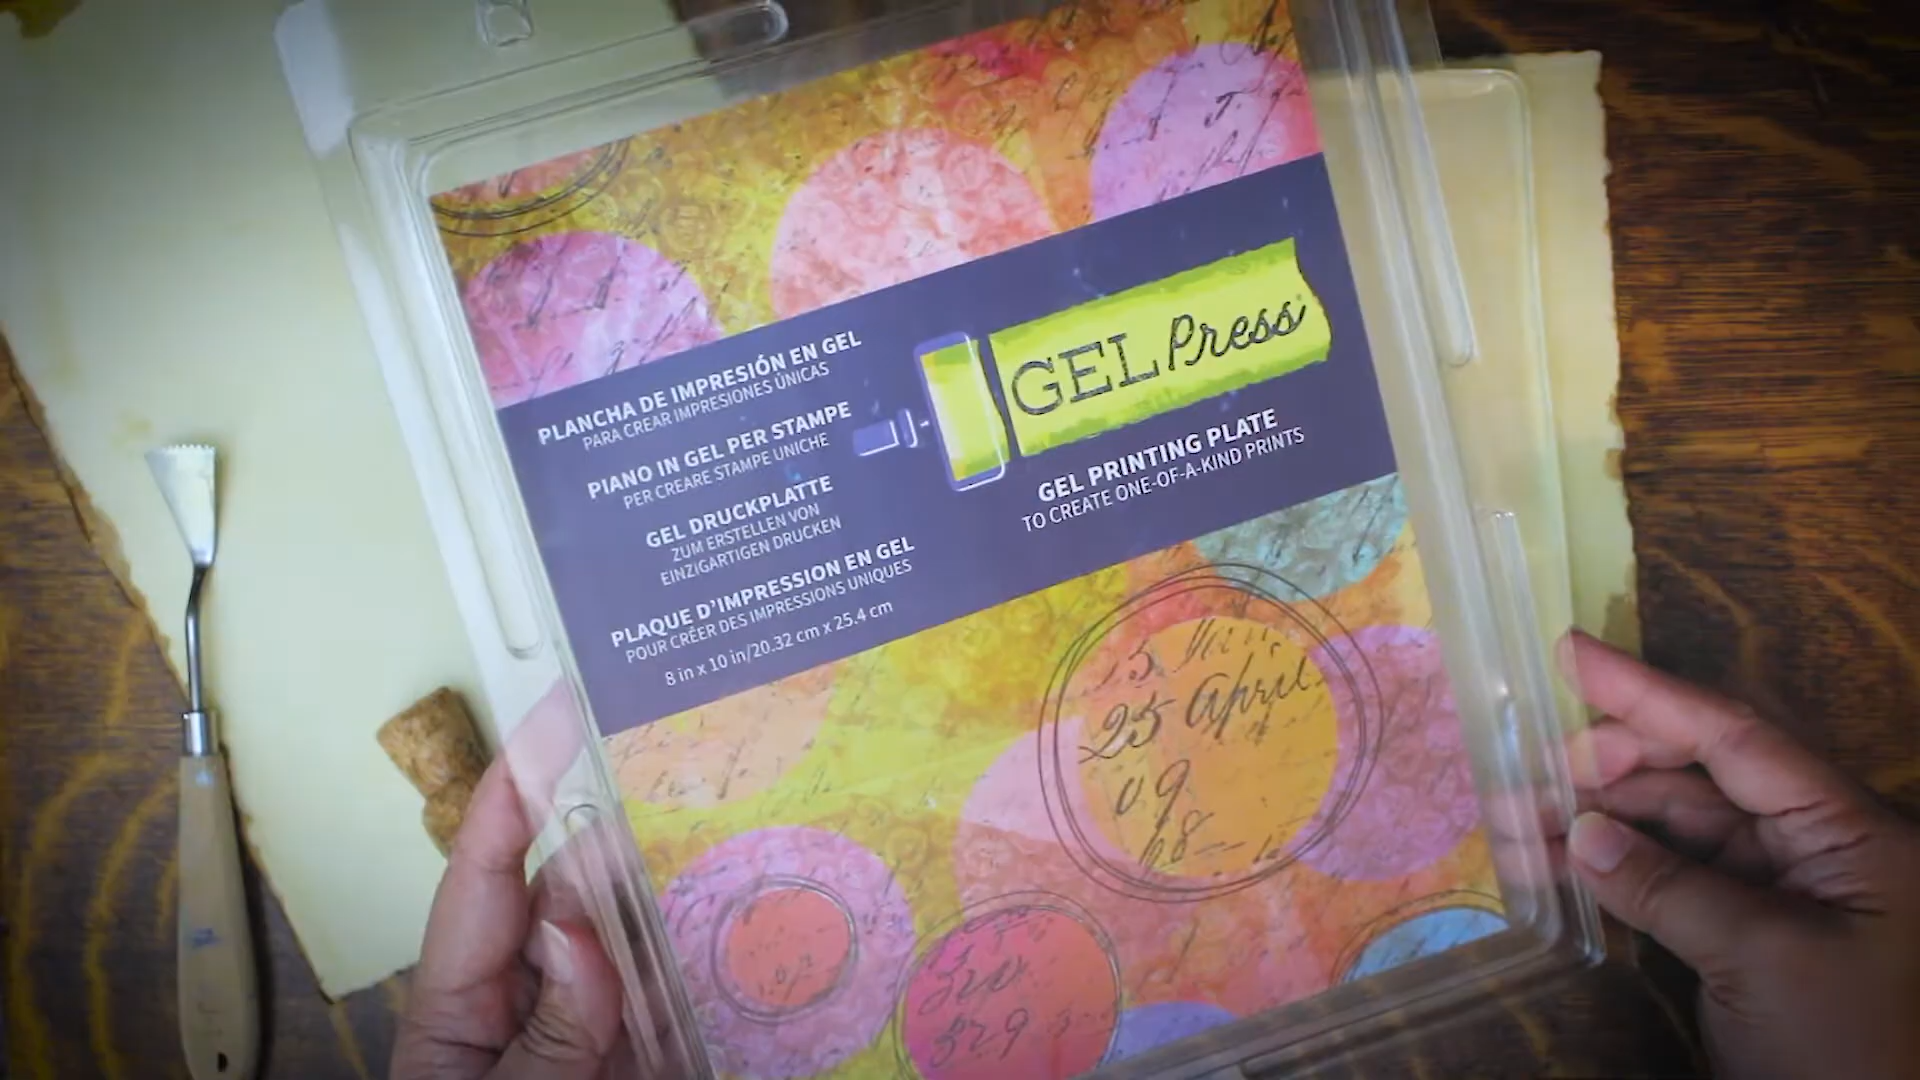 PLANCHA DE IMPRESIÓN EN GEL
PARA CREAR IMPRESIONES ÚNICAS
PIANO IN GEL PER STAMPE
PER CREARE STAMPE UNICHE
GEL DRUCKPLATTE
ZUM ERSTELLEN VON
EINZIGARTIGEN DRUCKEN
PLAQUE D'IMPRESSION EN GEL
POUR CRÉER DES IMPRESSIONS UNIQUES
8 in x 10 in/20.32 cm x 25.4 cm
GEL Press
GEL PRINTING PLATE
TO CREATE ONE-OF-A-KIND PRINTS
25 April
09